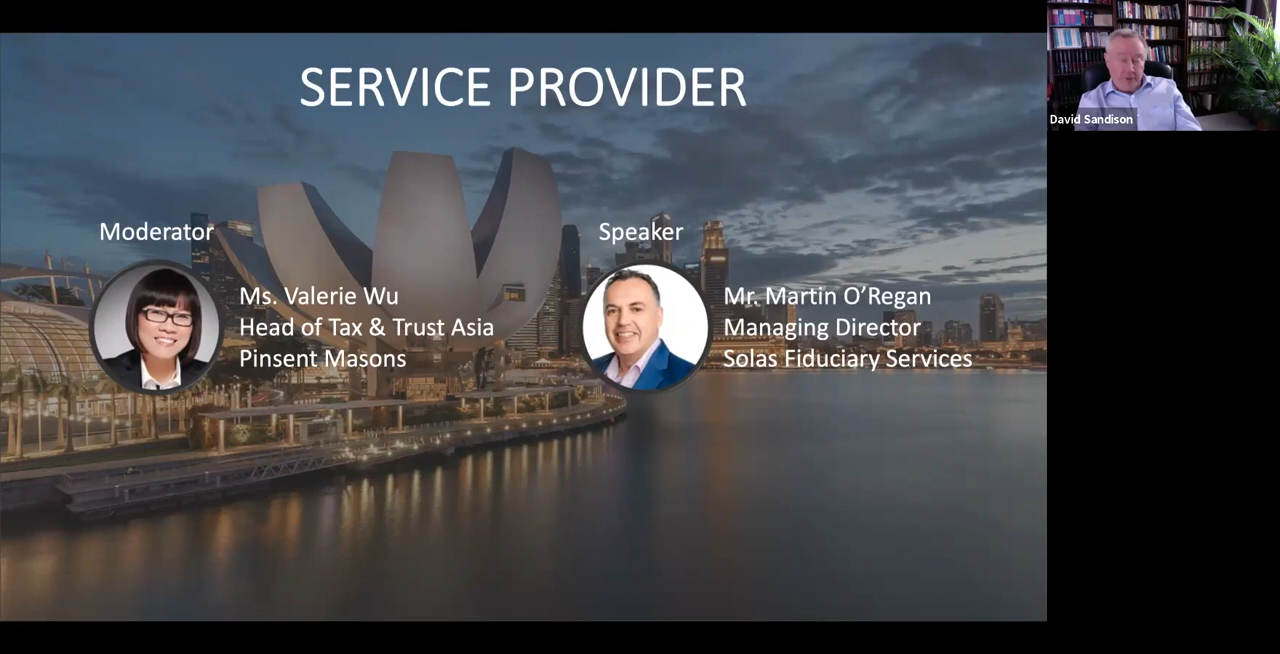 SERVICE PROVIDER
Moderator
Ms. Valerie Wu
Head of Tax & Trust Asia
Pinsent Masons
Speaker
Mr. Martin O’Regan
Managing Director
Solas Fiduciary Services
David Sandison